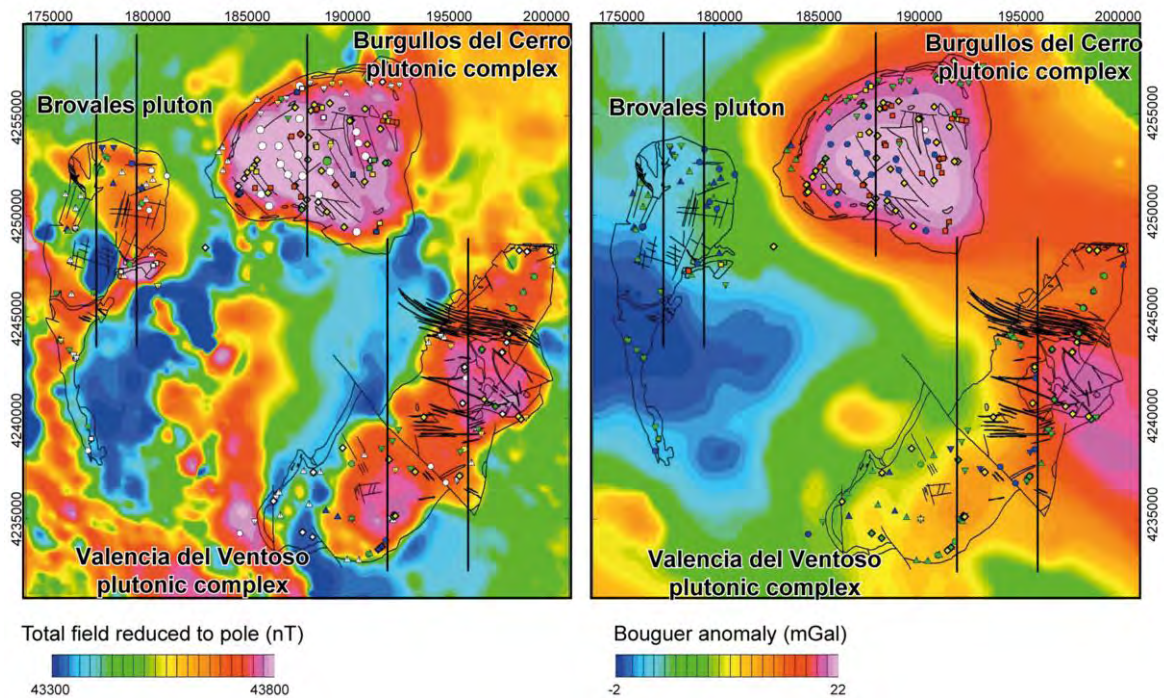 175000 180000 185000 190000 195000 200000
175000 180000 185000 190000 195000 200000
Burgullos del Cerro
plutonic complex
Brovales pluton
Burgullos del Cerro
plutonic complex
Brovales pluton
4255000
4250000
4245000
4240000
4235000
4255000
4250000
4245000
4240000
4235000
Valencia del Ventoso
plutonic complex
Valencia del Ventoso
plutonic complex
Total field reduced to pole (nT)
43300 43800
Bouguer anomaly (mGal)
-2 22